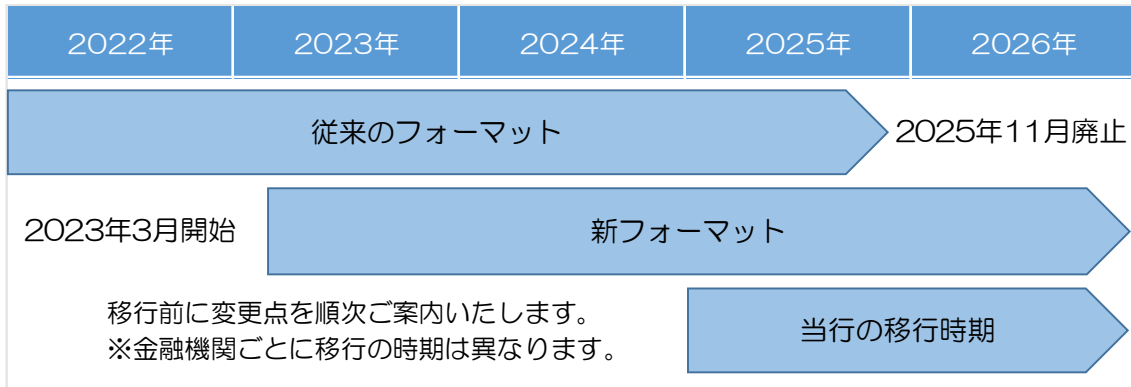 2022年 2023年 2024年 2025年 2026年
従来のフォーマット 2025年11月廃止
2023年3月開始 新フォーマット
移行前に変更点を順次ご案内いたします。
※金融機関ごとに移行の時期は異なります。
当行の移行時期